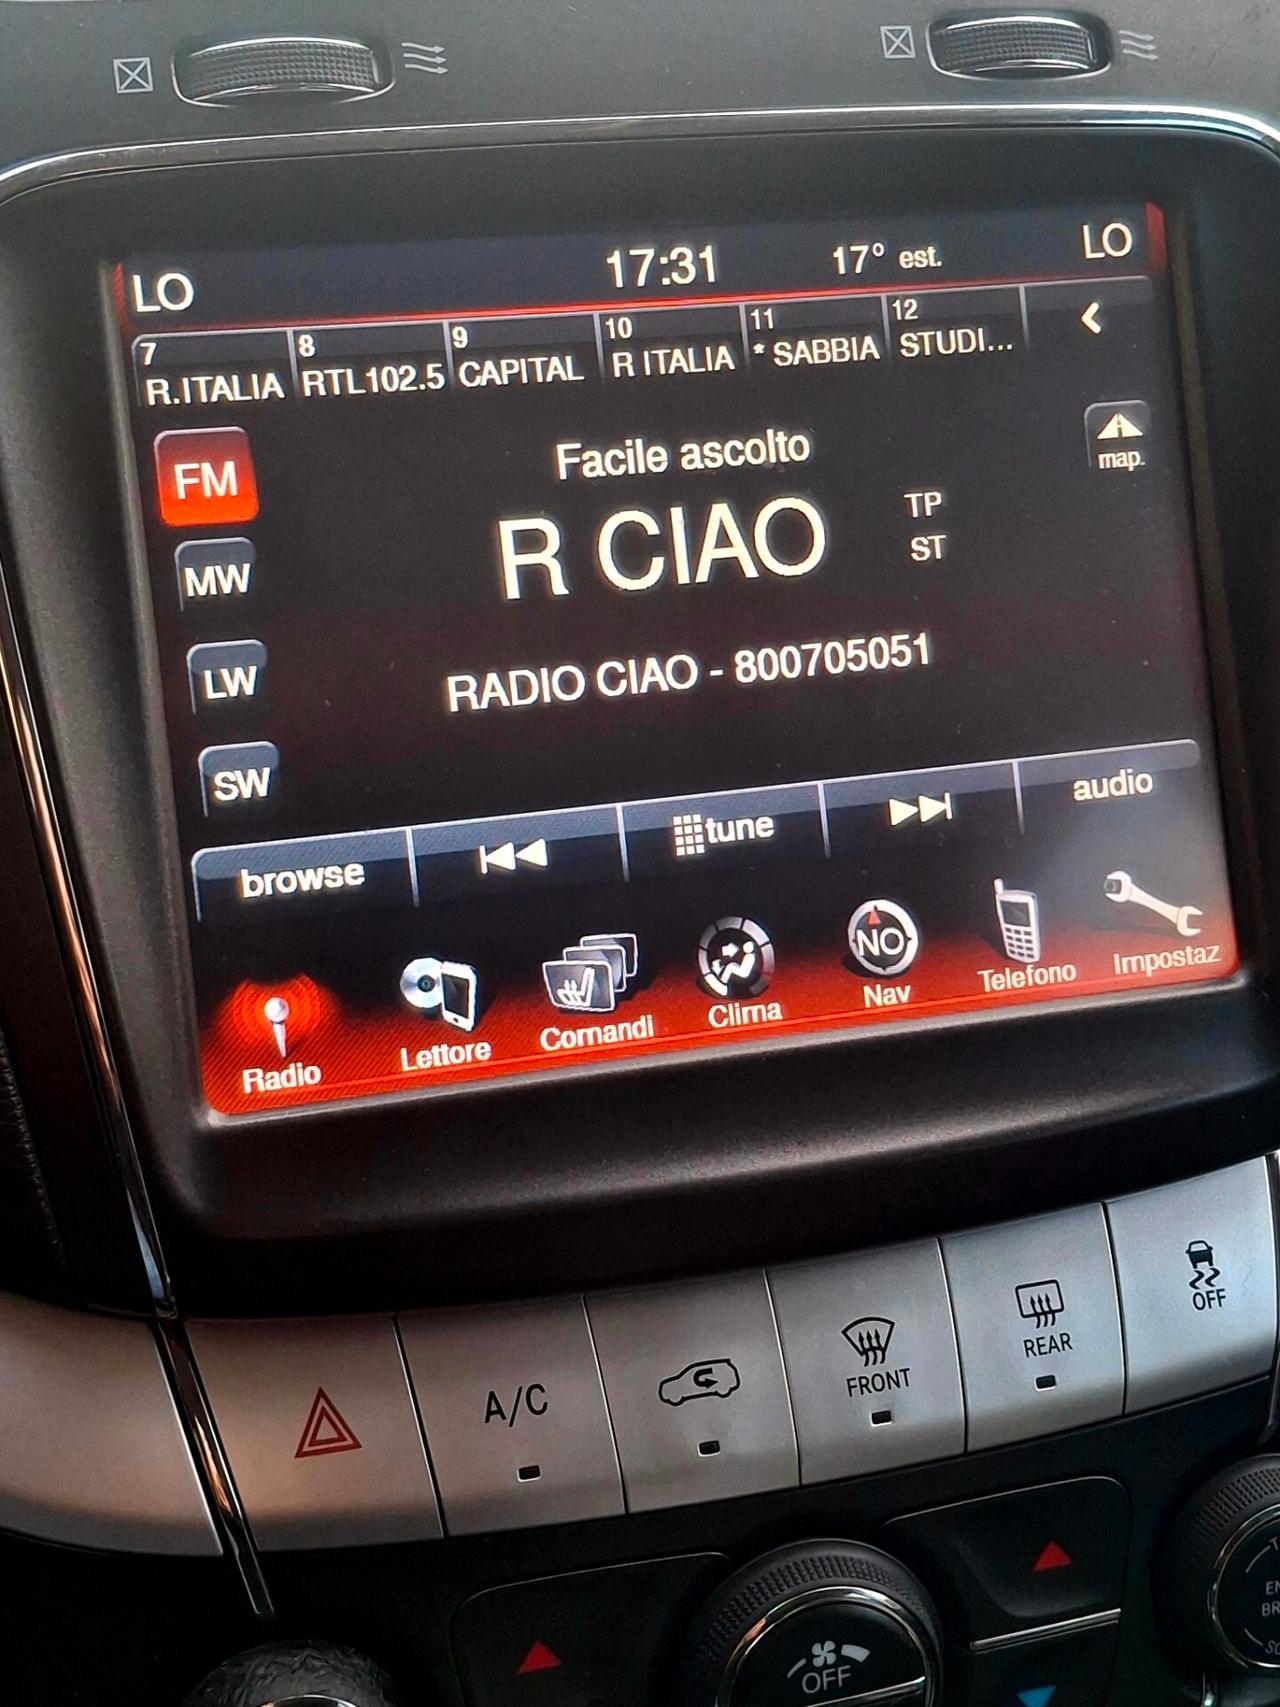 LO 17:31 17° est. LO
7 8 9 10 11 12
R.ITALIA RTL102.5 CAPITAL R ITALIA * SABBIA STUDI...
FM
Facile ascolto
map.
R CIAO
TP
ST
MW
LW
RADIO CIAO - 800705051
SW
browse tune audio
Radio Lettore Comandi Clima NO Nav Telefono Impostaz
A/C
FRONT
REAR
OFF
OFF